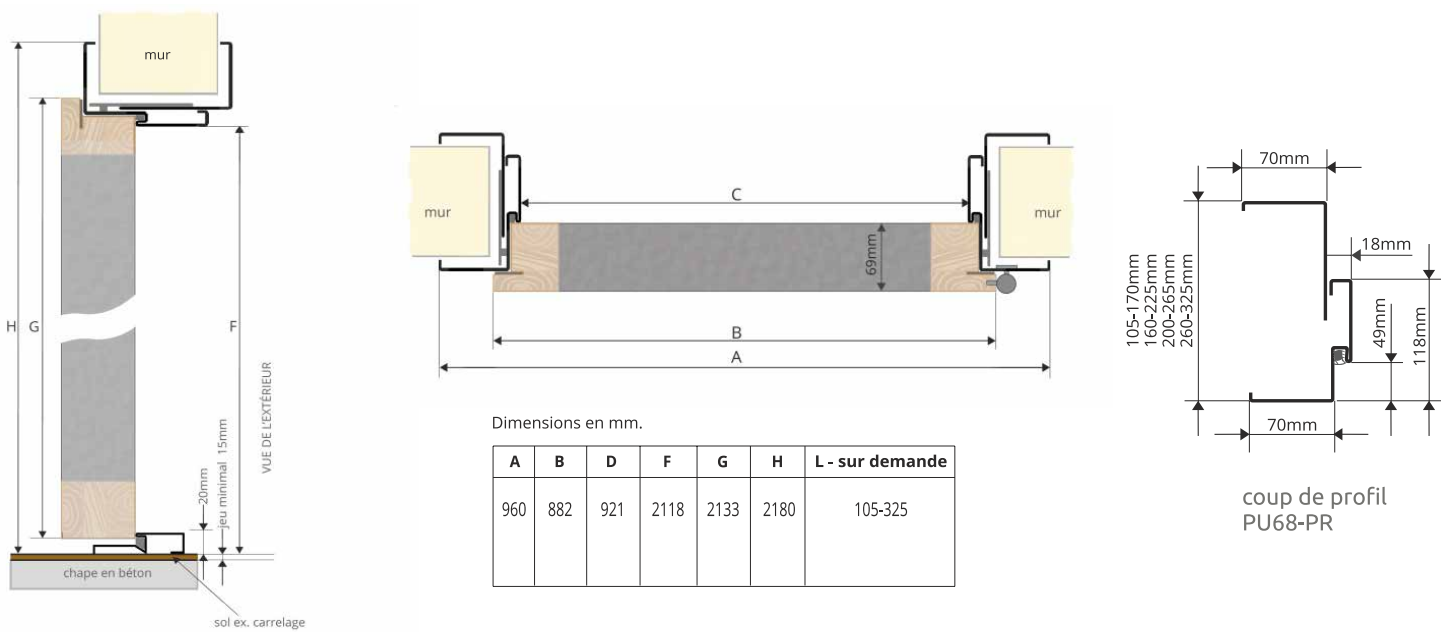 mur
H
G
F
VUE DE L'EXTÉRIEUR
20mm
jeu minimal 15mm
chape en béton
sol ex. carrelage
mur
C
mur
69mm
B
A
Dimensions en mm.
A B D F G H L - sur demande
960 882 921 2118 2133 2180 105-325
70mm
18mm
105-170mm
160-225mm
200-265mm
260-325mm
49mm
118mm
70mm
coup de profil
PU68-PR